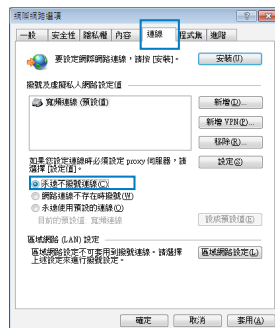 網際網路選項
一般 安全性 隱私權 內容 連線 程式集 進階
要設定網際網路連線，請按 [安裝]。
安裝(U)
撥號及虛擬私人網路設定值
寬頻連線 (預設值)
新增(D)...
新增 VPN(P)...
移除(R)...
如果您設定連線時必須設定 proxy 伺服器，請
選擇 [設定值]。
設定(S)
永遠不撥號連線(C)
網路連線不存在時撥號(W)
永遠使用預設的連線(O)
目前的預設值 寬頻連線
設成預設值(E)
區域網路 (LAN) 設定
區域網路設定不可套用到撥號連線。請選擇
上述設定來進行撥號設定。
區域網路設定(L)
確定 取消 套用(A)